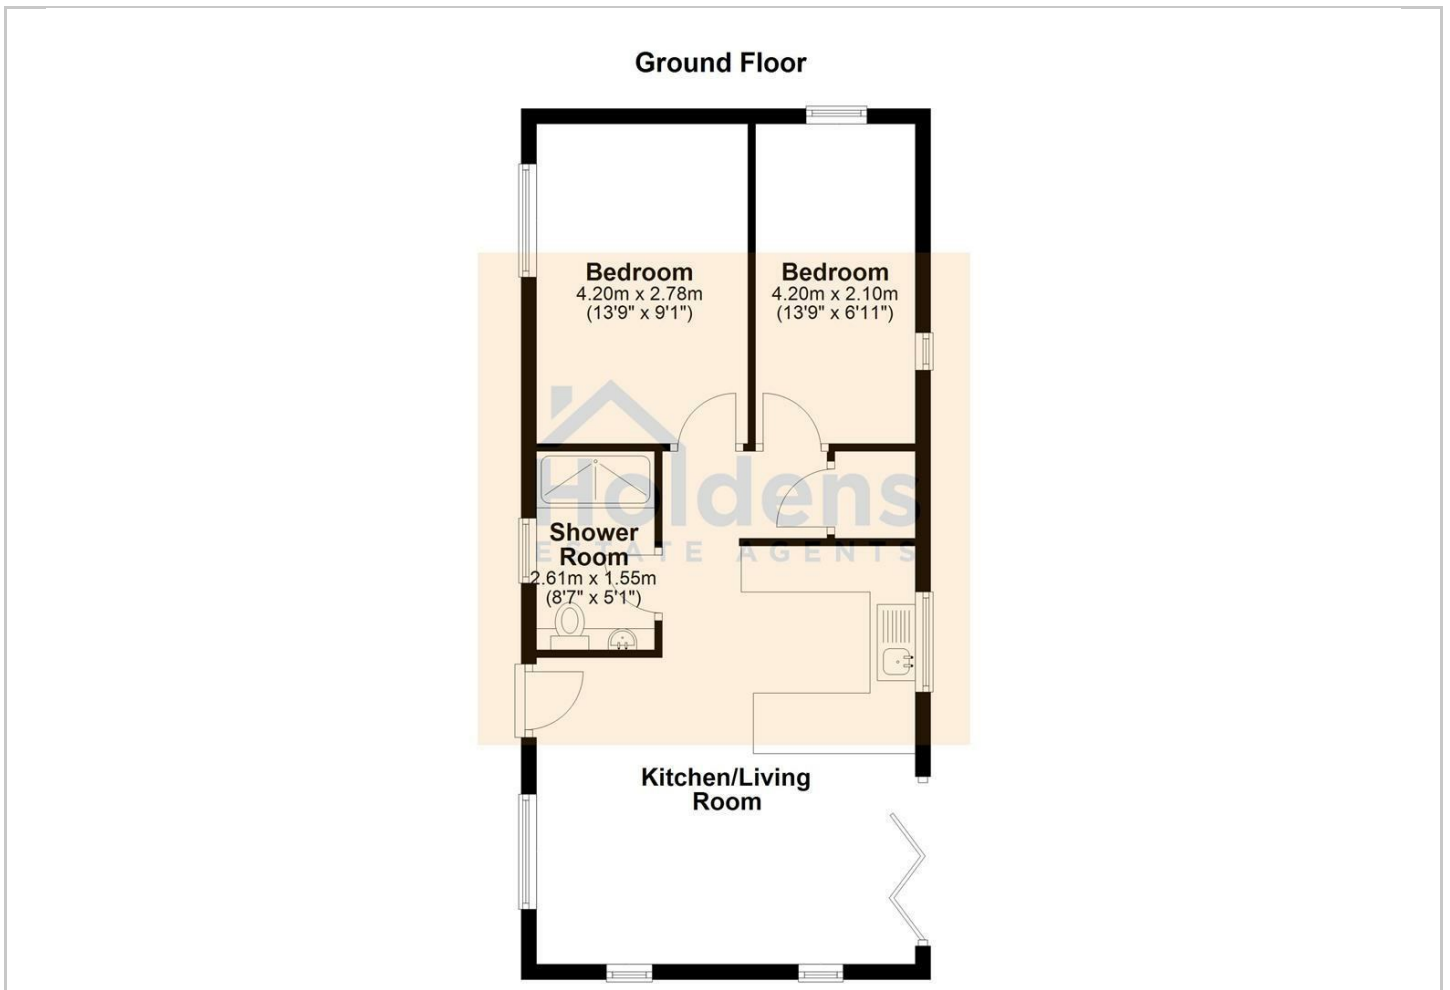 Ground Floor
Bedroom
4.20m x 2.78m
(13'9" x 9'1")
Bedroom
4.20m x 2.10m
(13'9" x 6'11")
Holdens
ESTATE AGENTS
Shower
Room
2.61m x 1.55m
(8'7" x 5'1")
Kitchen/Living
Room